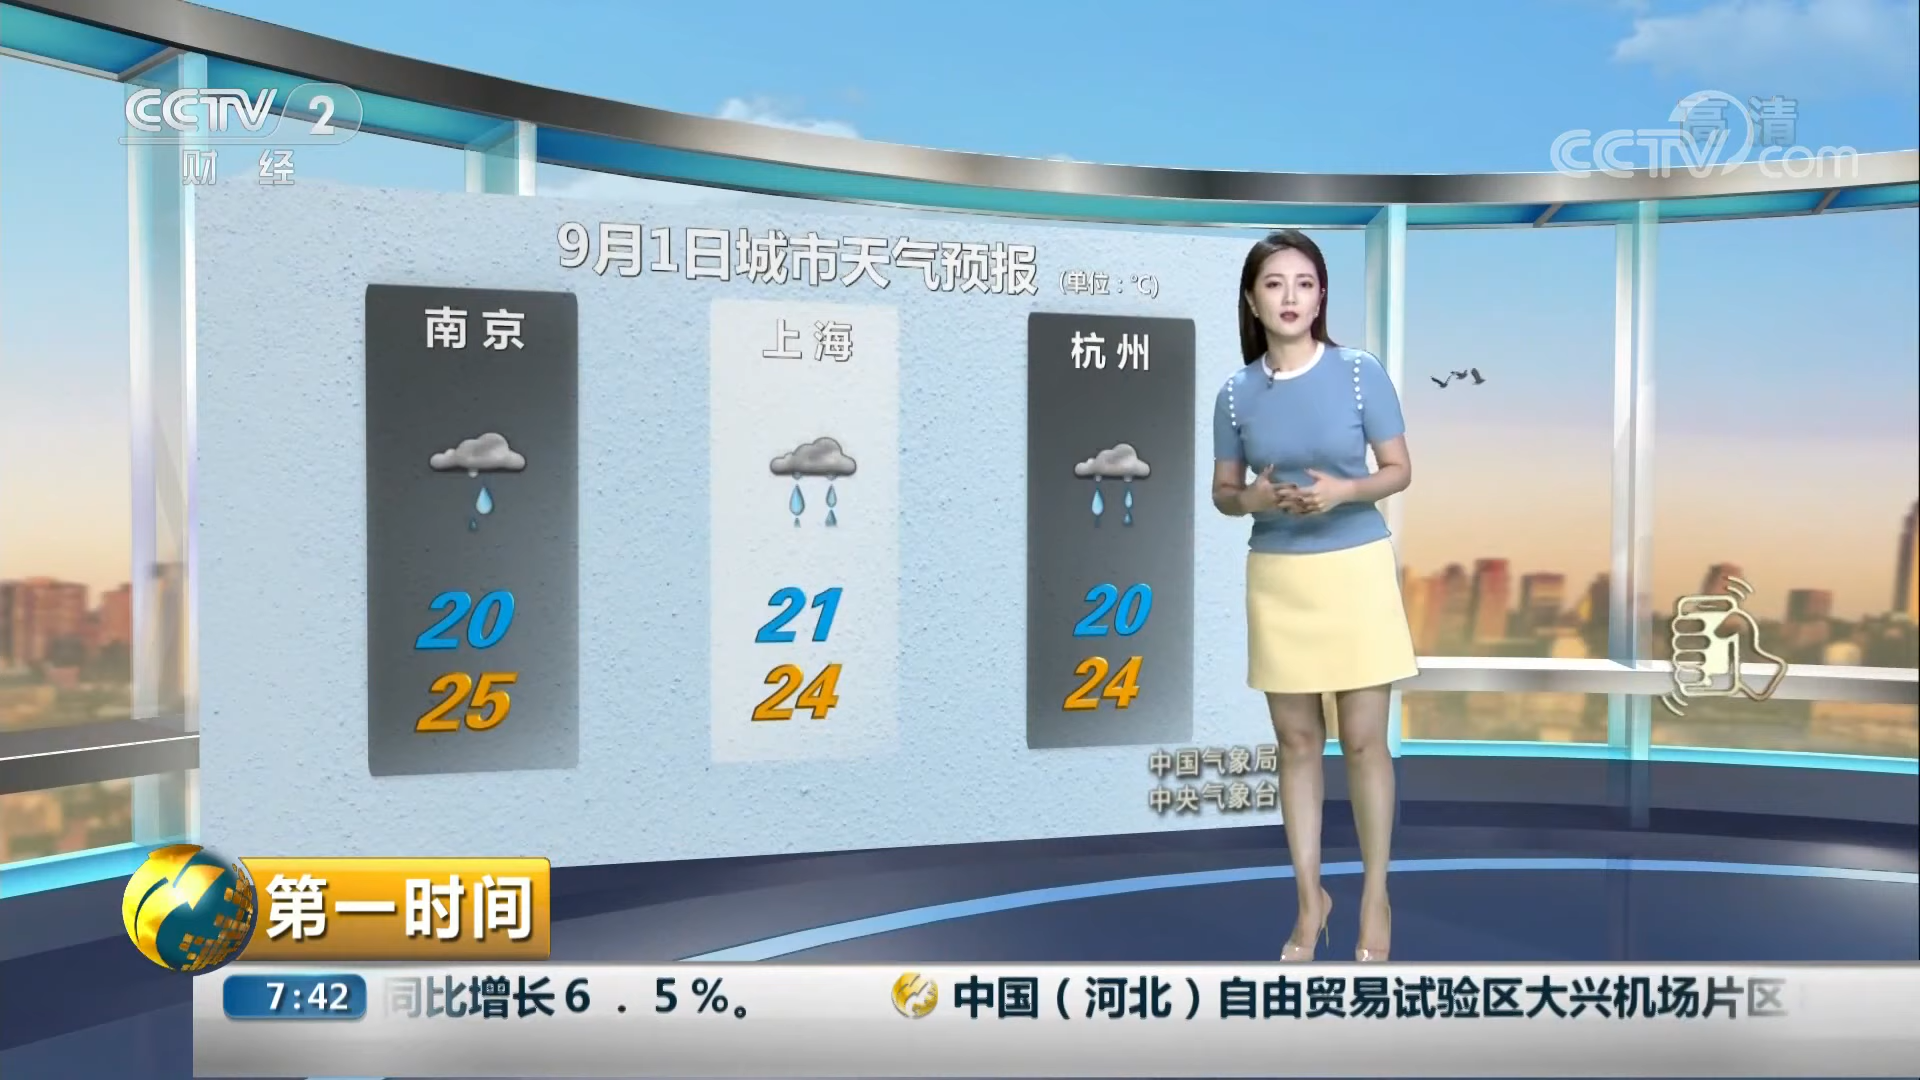 CCTV 2
财 经
高清
CCTV.com
9月1日城市天气预报 (单位：℃)
南京
20
25
上海
21
24
杭州
20
24
中国气象局
中央气象台
第一时间
7:42
同比增长6．5％。
中国（河北）自由贸易试验区大兴机场片区